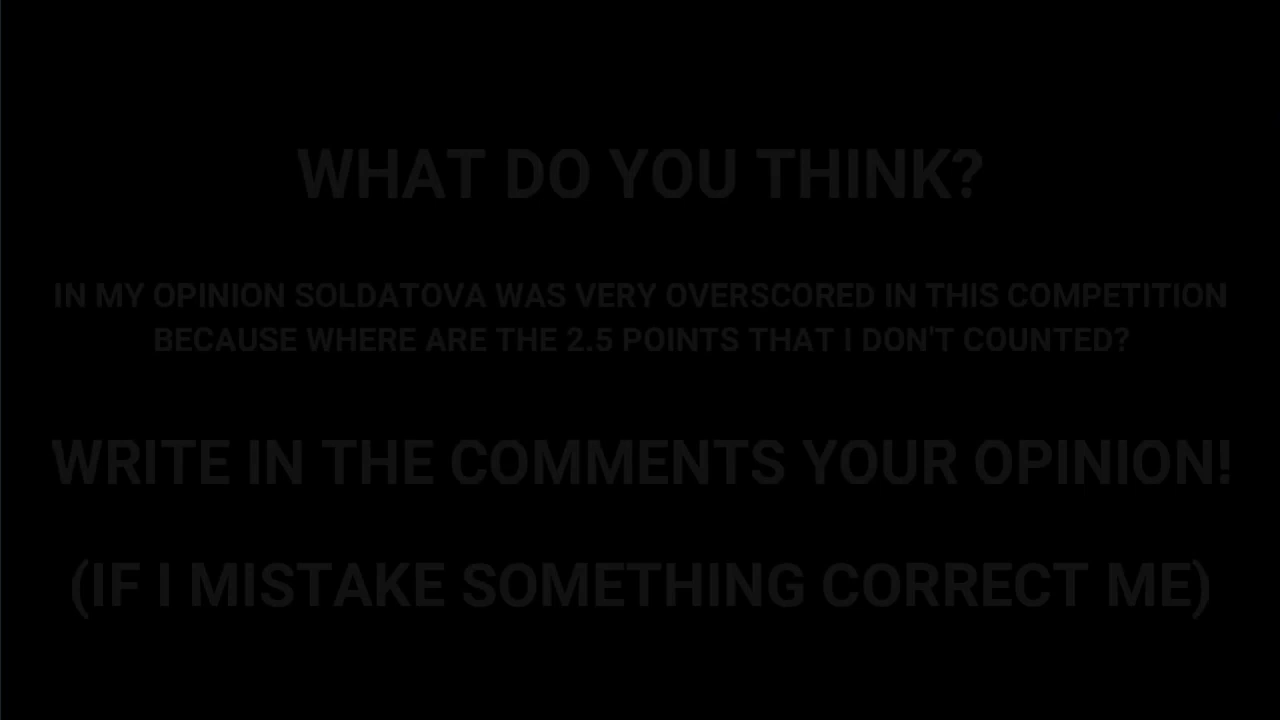 WHAT DO YOU THINK?
IN MY OPINION SOLDATOVA WAS VERY OVERSCORED IN THIS COMPETITION
BECAUSE WHERE ARE THE 2.5 POINTS THAT I DON'T COUNTED?
WRITE IN THE COMMENTS YOUR OPINION!
(IF I MISTAKE SOMETHING CORRECT ME)